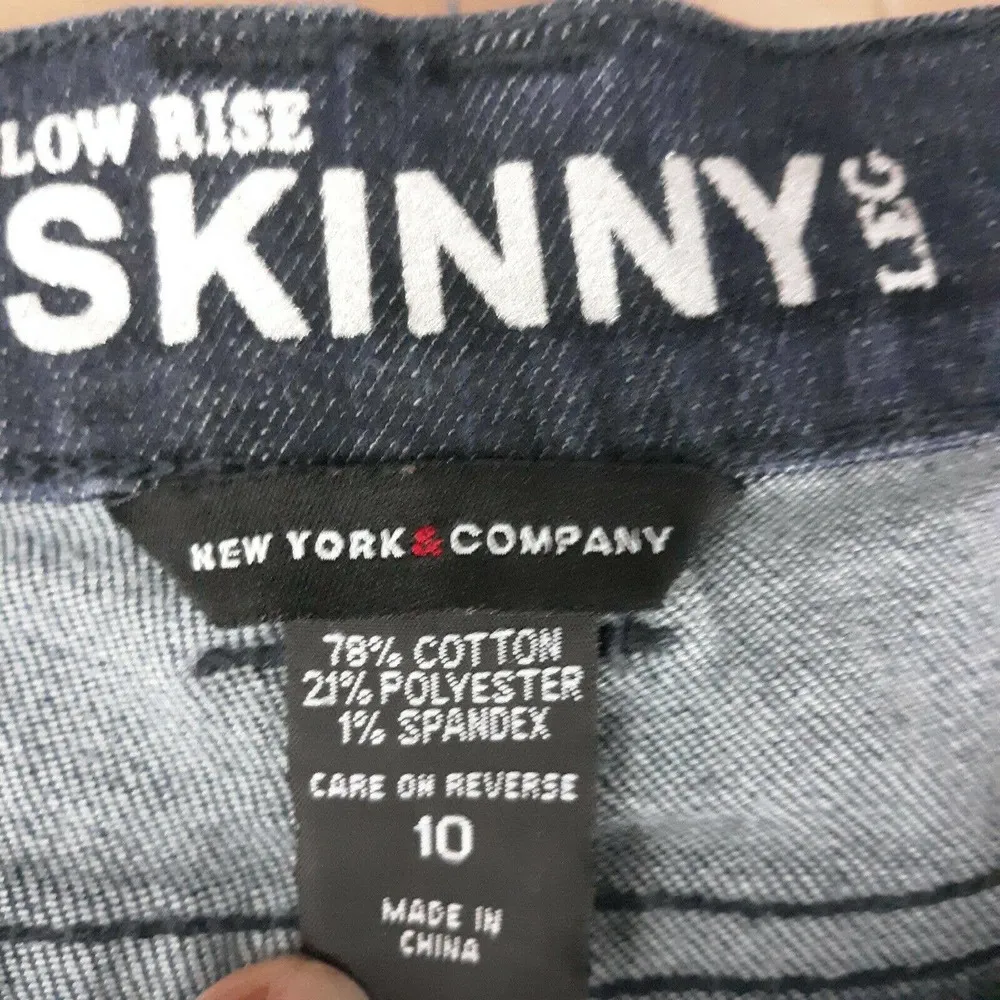 LOW RISE
SKINNY
LEG
NEW YORK & COMPANY
78% COTTON
21% POLYESTER
1% SPANDEX
CARE ON REVERSE
10
MADE IN
CHINA